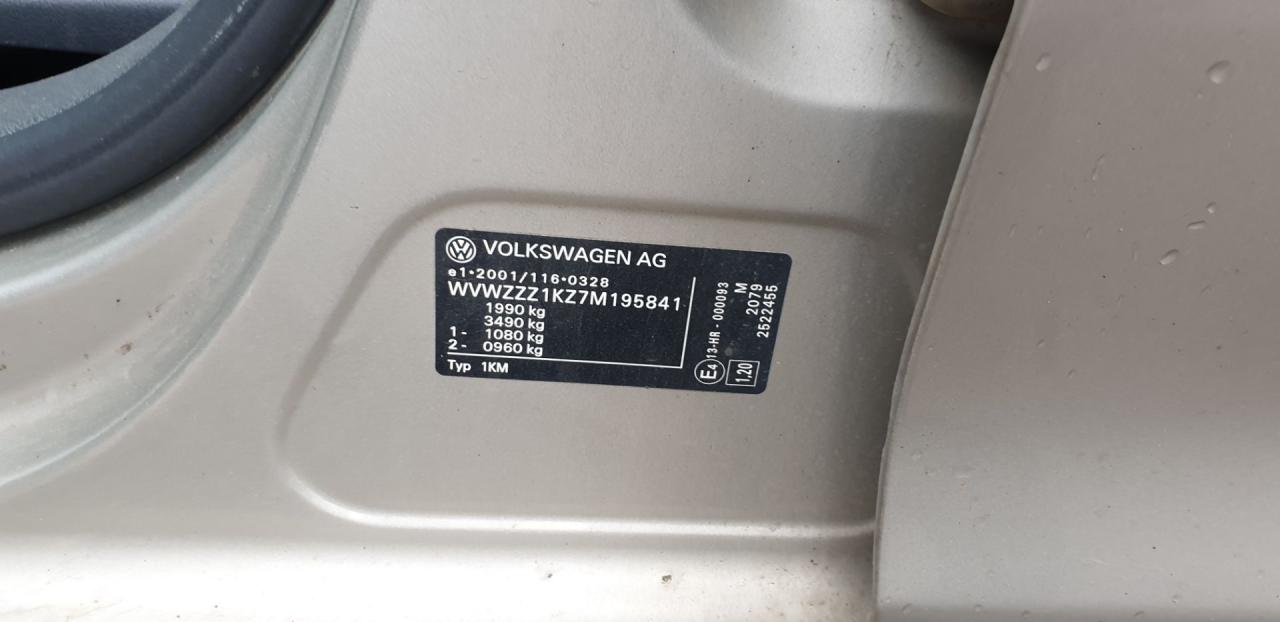 VOLKSWAGEN AG
e1*2001/116*0328
WVWZZZ1KZ7M195841
1990 kg
3490 kg
1 - 1080 kg
2 - 0960 kg
Typ 1KM
E4 13-HR - 000093
M
1,20 2079
2522455